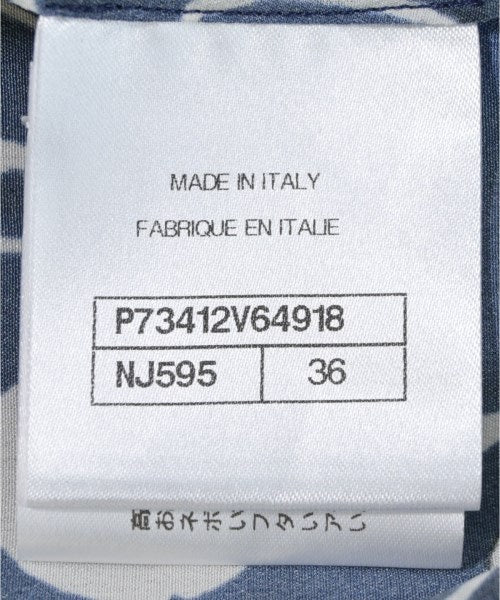 MADE IN ITALY
FABRIQUE EN ITALIE
P73412V64918
NJ595 36